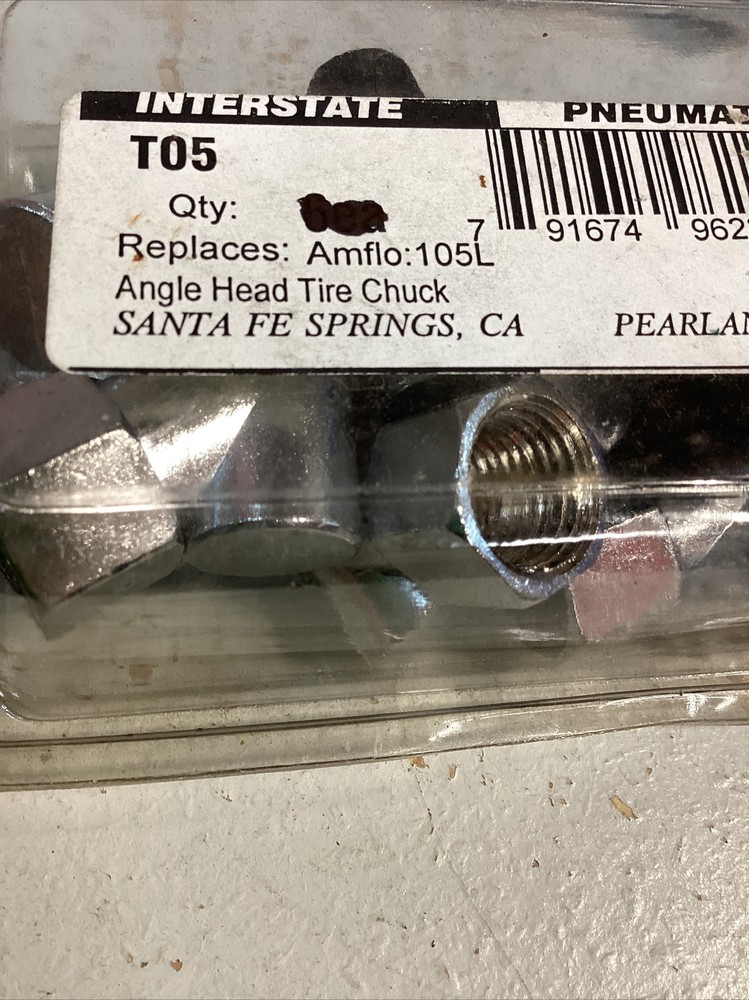 INTERSTATE PNEUMAT
T05
Qty:
7 91674 962
Replaces: Amflo:105L
Angle Head Tire Chuck
SANTA FE SPRINGS, CA PEARLAN